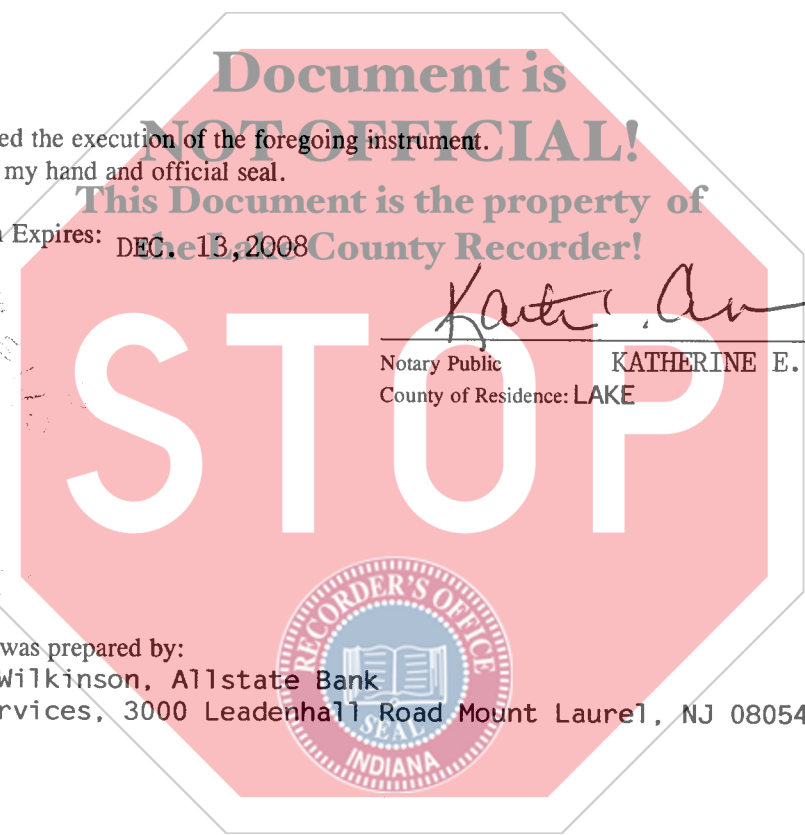 Document is
ed the execution of the foregoing instrument.
NOT OFFICIAL!
my hand and official seal.
This Document is the property of
Expires: DEC. 13,2008
the Lake County Recorder!
Notary Public KATHERINE E.
County of Residence: LAKE
STOP
RECORDER'S OFFICE
was prepared by:
Wilkinson, Allstate Bank
rvices, 3000 Leadenhall Road Mount Laurel, NJ 08054
SEAL
INDIANA